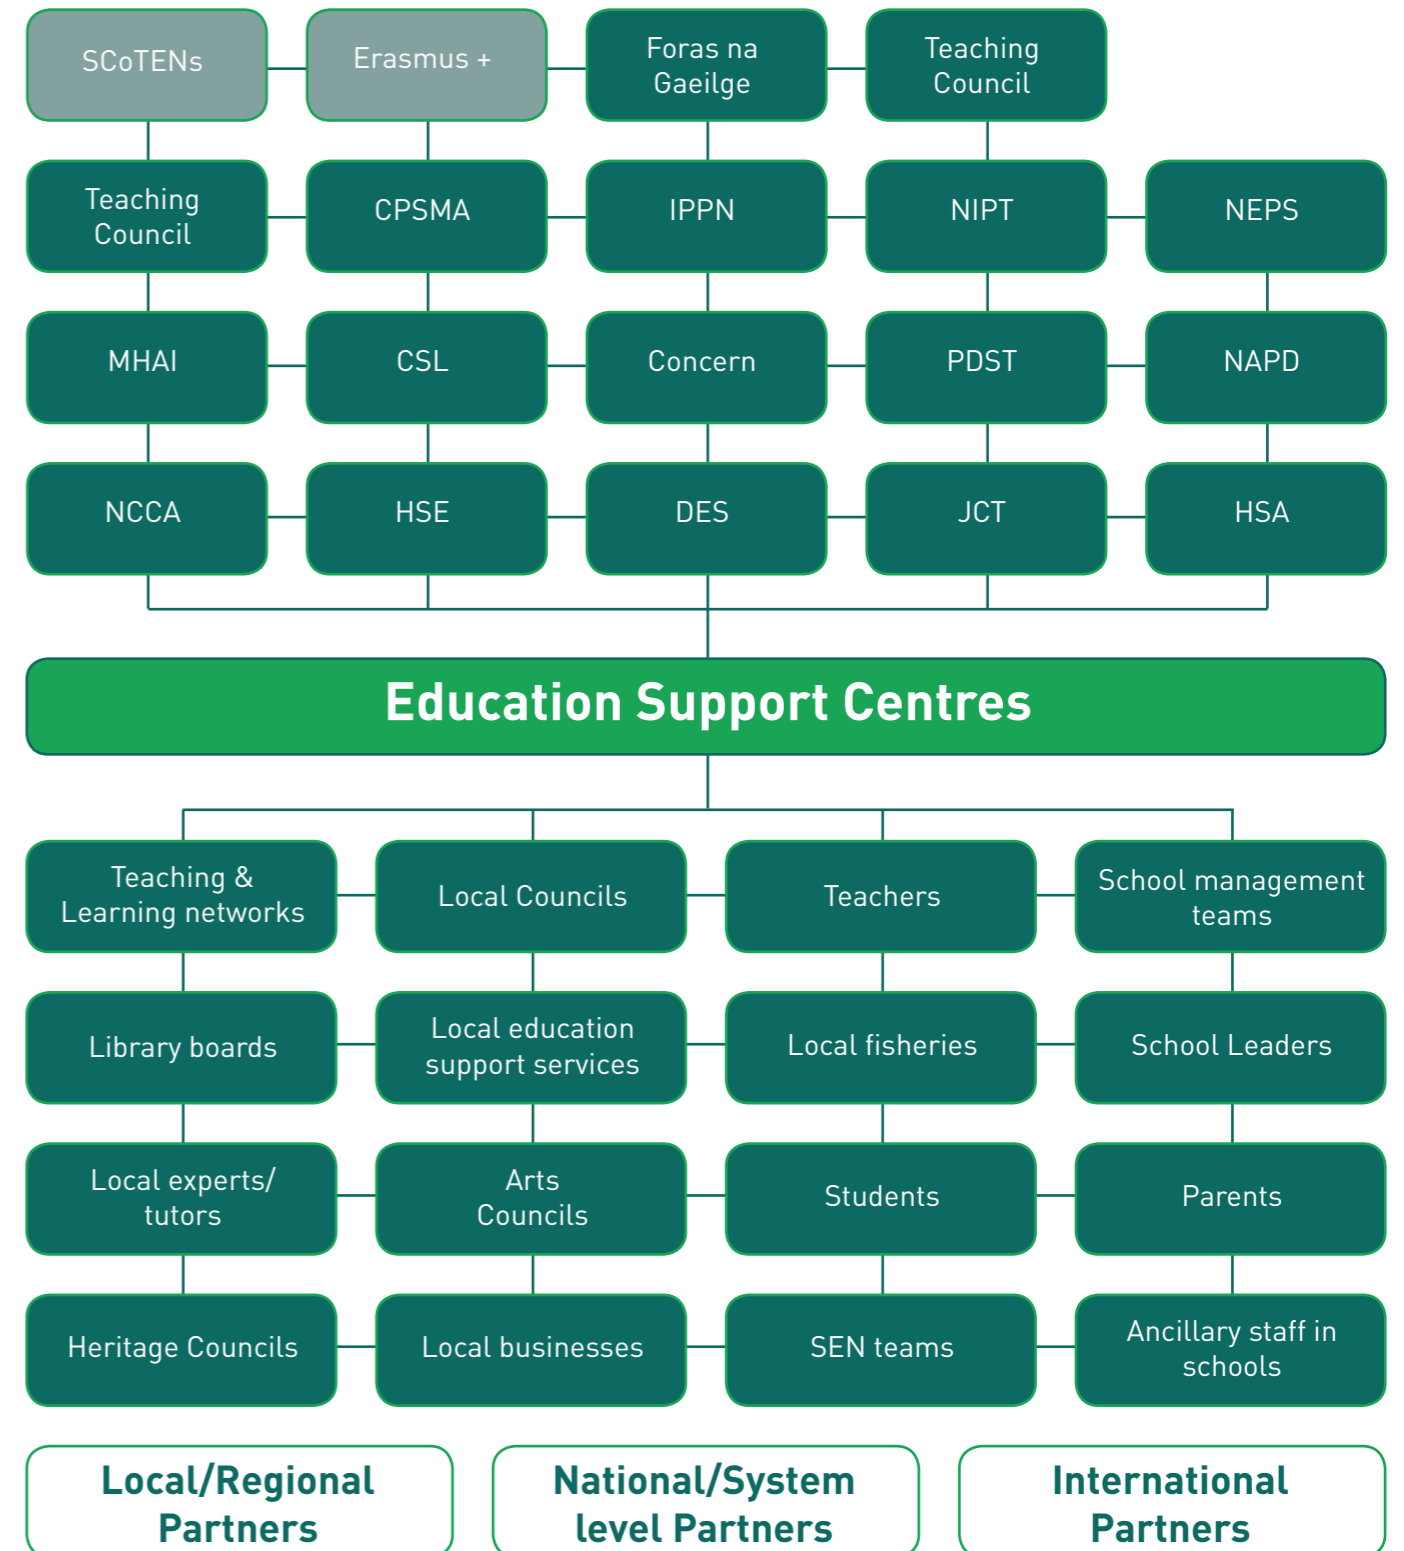 SCoTENs
Erasmus +
Foras na
Gaeilge
Teaching
Council
Teaching
Council
CPSMA
IPPN
NIPT
NEPS
MHAI
CSL
Concern
PDST
NAPD
NCCA
HSE
DES
JCT
HSA
Education Support Centres
Teaching &
Learning networks
Local Councils
Teachers
School management
teams
Library boards
Local education
support services
Local fisheries
School Leaders
Local experts/
tutors
Arts
Councils
Students
Parents
Heritage Councils
Local businesses
SEN teams
Ancillary staff in
schools
Local/Regional
Partners
National/System
level Partners
International
Partners